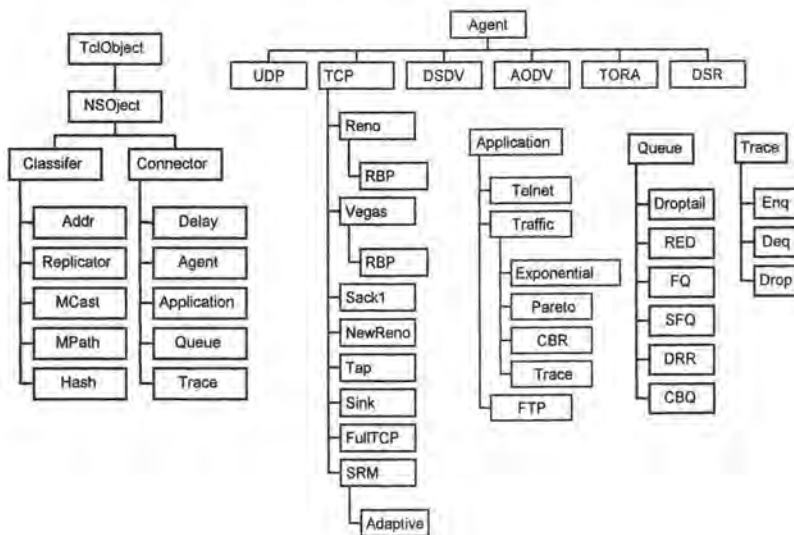 TclObject
NSOject
Classifer
Connector
Addr
Delay
Replicator
Agent
MCast
Application
MPath
Queue
Hash
Trace
Agent
UDP
TCP
DSDV
AODV
TORA
DSR
Reno
RBP
Vegas
RBP
Sack1
NewReno
Tap
Sink
FullTCP
SRM
Adaptive
Application
Telnet
Traffic
Exponential
Pareto
CBR
Trace
FTP
Queue
Droptail
RED
FQ
SFQ
DRR
CBQ
Trace
Enq
Deq
Drop